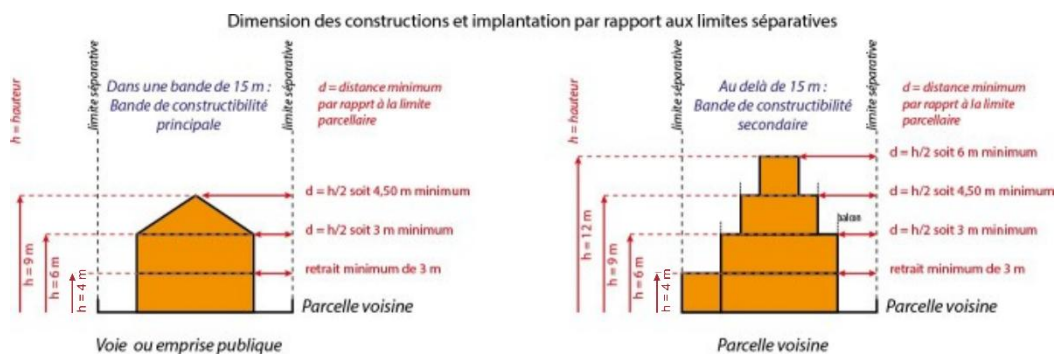 Dimension des constructions et implantation par rapport aux limites séparatives
h = hauteur
limite séparative
Dans une bande de 15 m :
Bande de constructibilité
principale
limite séparative
d = distance minimum
par rapprt à la limite
parcellaire
d = h/2 soit 4,50 m minimum
d = h/2 soit 3 m minimum
retrait minimum de 3 m
h = 9 m
h = 6 m
h = 4 m
Parcelle voisine
Voie ou emprise publique
h = hauteur
limite séparative
Au delà de 15 m :
Bande de constructibilité
secondaire
limite séparative
d = distance minimum
par rapprt à la limite
parcellaire
d = h/2 soit 6 m minimum
d = h/2 soit 4,50 m minimum
balcon
d = h/2 soit 3 m minimum
retrait minimum de 3 m
h = 12 m
h = 9 m
h = 6 m
h = 4 m
Parcelle voisine
Parcelle voisine